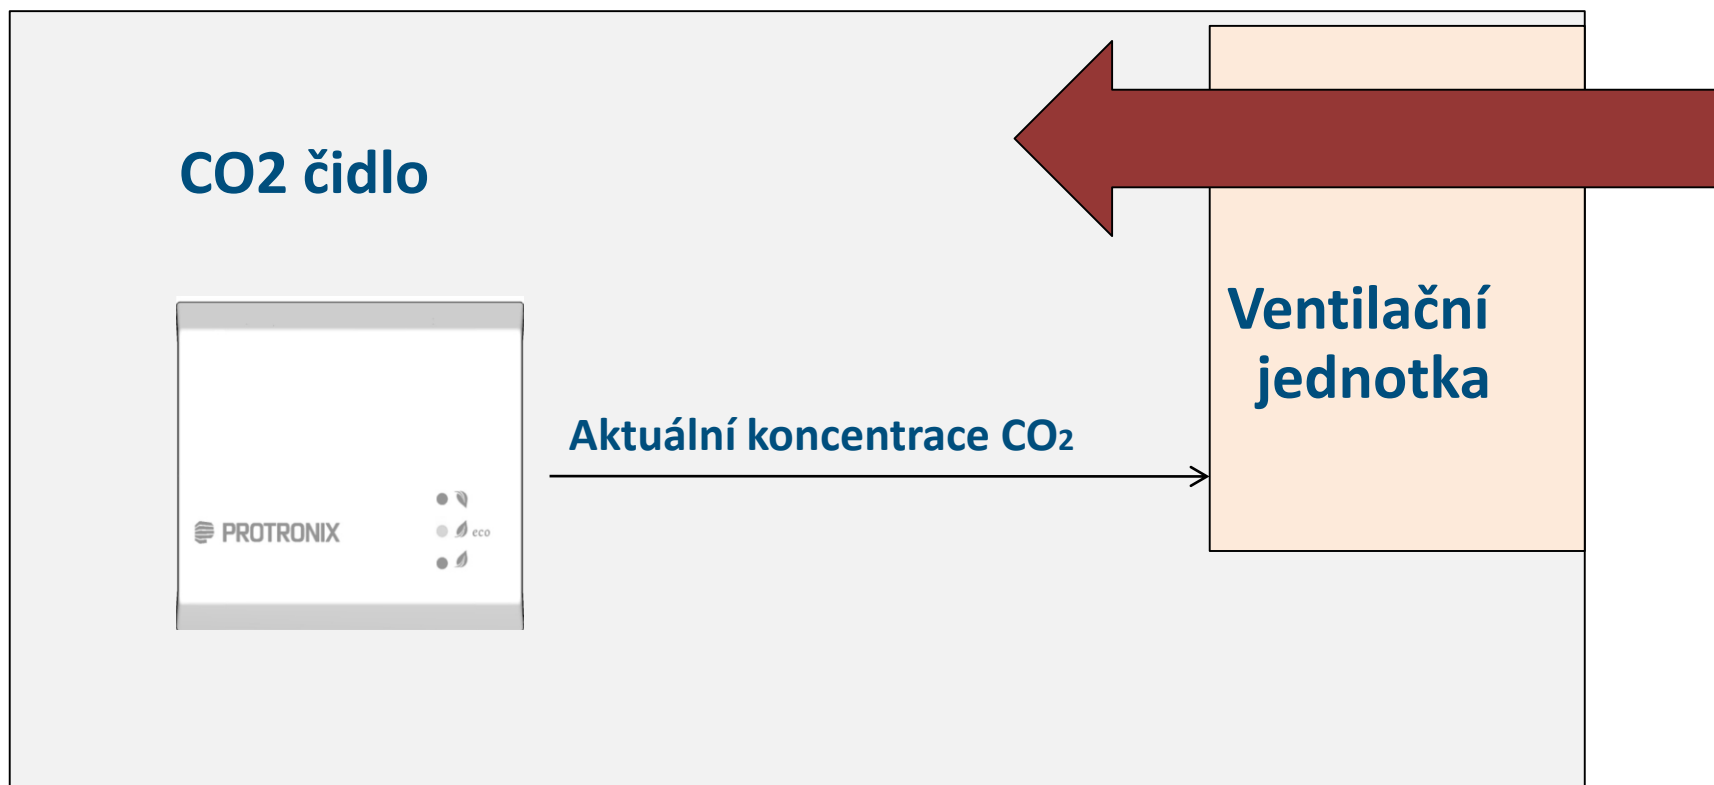 CO2 čidlo
Ventilační
jednotka
Aktuální koncentrace CO₂
PROTRONIX
eco